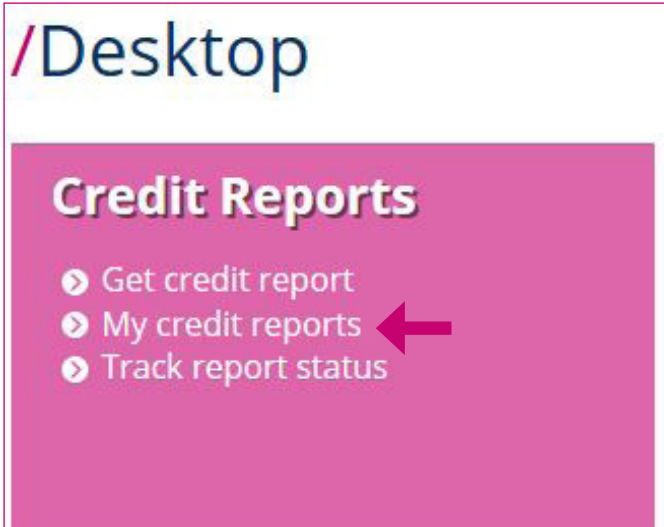 /Desktop
Credit Reports
Get credit report
My credit reports
Track report status